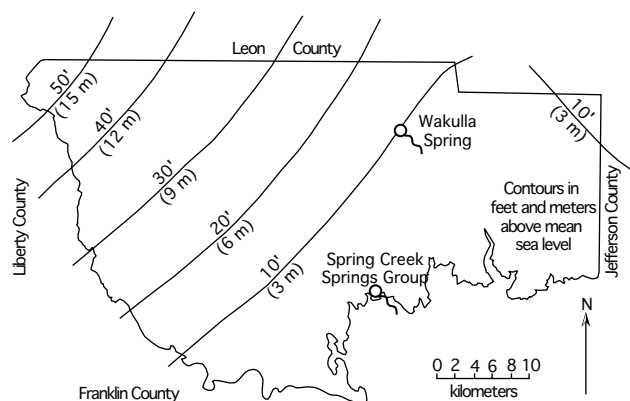 Leon County
50'
(15 m)
40'
(12 m)
30'
(9 m)
20'
(6 m)
10'
(3 m)
10'
(3 m)
Wakulla
Spring
Contours in
feet and meters
above mean
sea level
Liberty County
Jefferson County
Spring Creek
Springs Group
N
0 2 4 6 8 10
kilometers
Franklin County